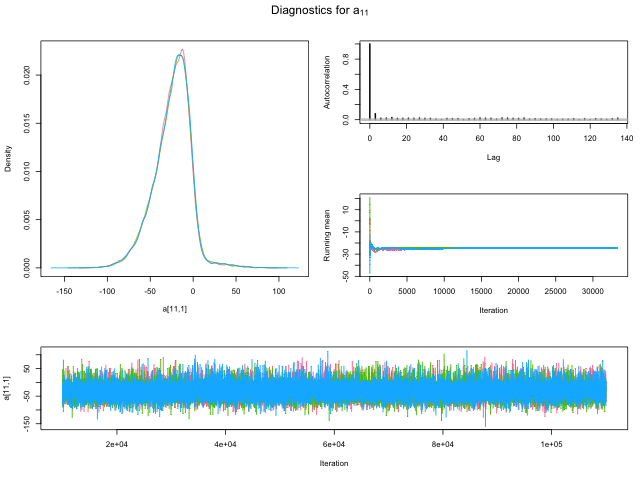 Diagnostics for a₁₁
Density
0.000 0.005 0.010 0.015 0.020
-150 -100 -50 0 50 100
a[11,1]
Autocorrelation
0.0 0.4 0.8
0 20 40 60 80 100 120 140
Lag
Running mean
-50 -30 -10 10
0 5000 10000 15000 20000 25000 30000
Iteration
a[11,1]
-150 -50 50
2e+04 4e+04 6e+04 8e+04 1e+05
Iteration